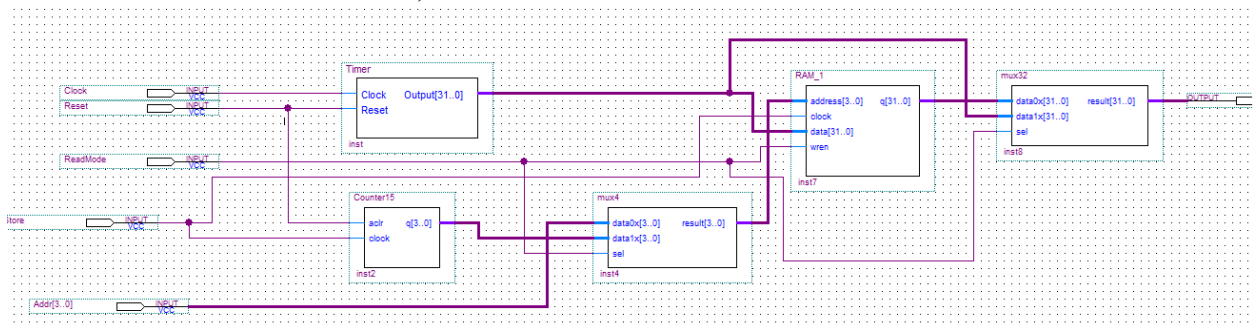 Clock INPUT
VCC
Reset INPUT
VCC
ReadMode INPUT
VCC
tore INPUT
VCC
Addr[3..0] INPUT
VCC
Timer
Clock Output[31..0]
Reset
inst
Counter15
aclr q[3..0]
clock
inst2
mux4
data0x[3..0] result[3..0]
data1x[3..0]
sel
inst4
RAM_1
address[3..0] q[31..0]
clock
data[31..0]
wren
inst7
mux32
data0x[31..0] result[31..0]
data1x[31..0]
sel
inst8
OUTPUT